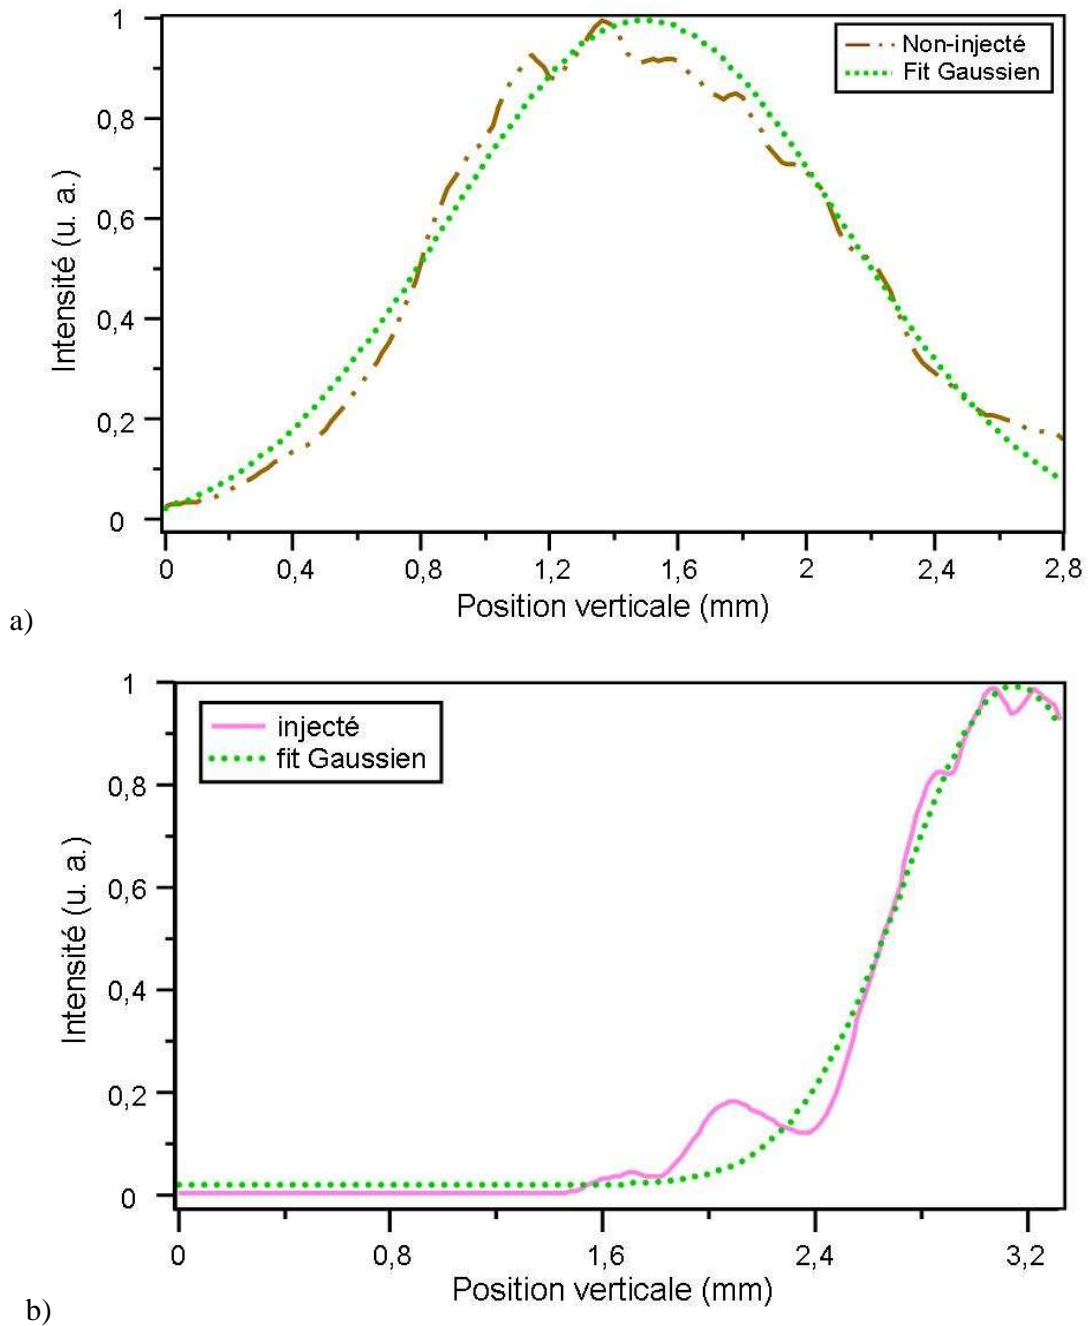 1
0,8
0,6
0,4
0,2
0
Intensité (u. a.)
Non-injecté
Fit Gaussien
0 0,4 0,8 1,2 1,6 2 2,4 2,8
Position verticale (mm)
a)
1
0,8
0,6
0,4
0,2
0
Intensité (u. a.)
injecté
fit Gaussien
0 0,8 1,6 2,4 3,2
Position verticale (mm)
b)